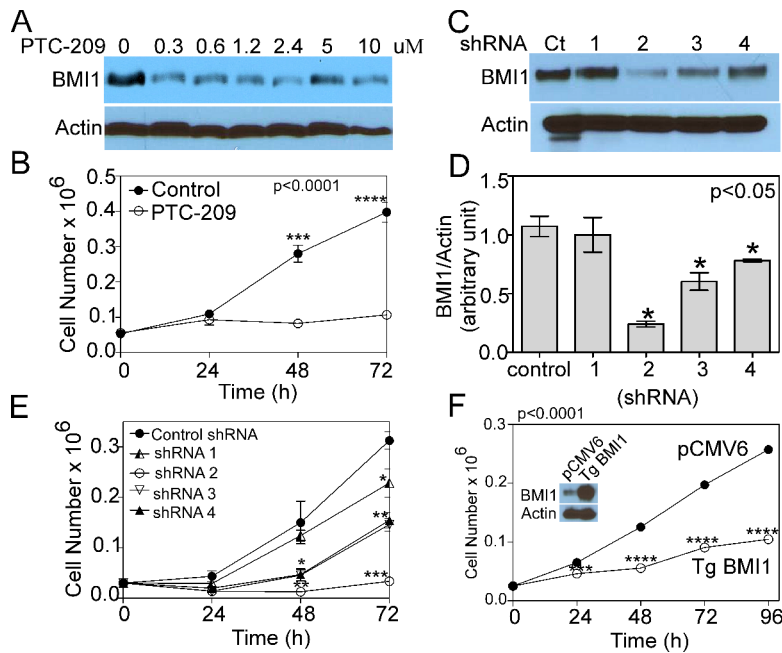 A
PTC-209 0 0.3 0.6 1.2 2.4 5 10 uM
BMI1
Actin
B
Cell Number x 10⁶
0.5
0.4
0.3
0.2
0.1
0.0
Control
PTC-209
p<0.0001
***
****
0 24 48 72
Time (h)
C
shRNA Ct 1 2 3 4
BMI1
Actin
D
BMI1/Actin
(arbitrary unit)
1.5
1.0
0.5
0.0
p<0.05
*
*
*
control 1 2 3 4
(shRNA)
E
Cell Number x 10⁶
0.3
0.2
0.1
0.0
Control shRNA
shRNA 1
shRNA 2
shRNA 3
shRNA 4
*
**
*
***
0 24 48 72
Time (h)
F
p<0.0001
Cell Number x 10⁶
0.3
0.2
0.1
0.0
pCMV6
Tg BMI1
BMI1
Actin
pCMV6
Tg BMI1
****
****
****
0 24 48 72 96
Time (h)